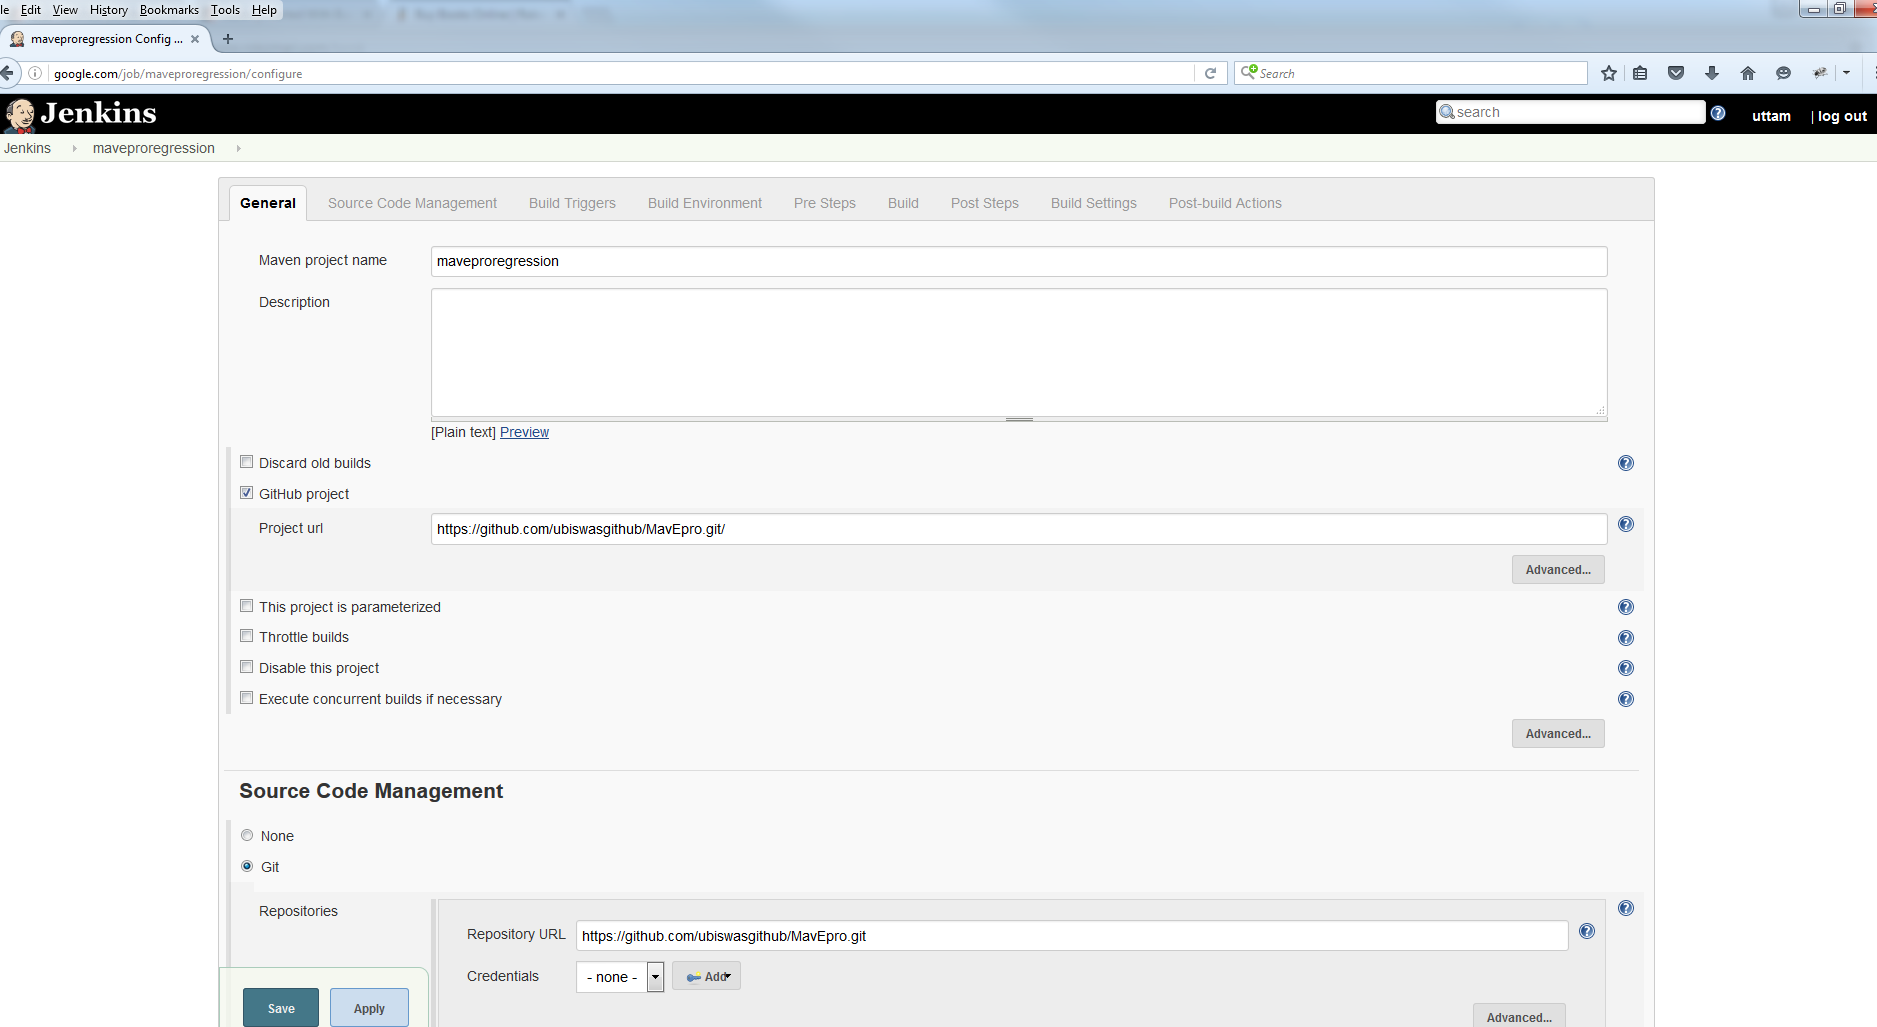 le Edit View History Bookmarks Tools Help
maveproregression Config ...
google.com/job/maveproregression/configure
Search
Jenkins
search
uttam | log out
Jenkins maveproregression
General Source Code Management Build Triggers Build Environment Pre Steps Build Post Steps Build Settings Post-build Actions
Maven project name maveproregression
Description
[Plain text] Preview
Discard old builds
GitHub project
Project url https://github.com/ubiswasgithub/MavEpro.git/
Advanced...
This project is parameterized
Throttle builds
Disable this project
Execute concurrent builds if necessary
Advanced...
Source Code Management
None
Git
Repositories
Repository URL https://github.com/ubiswasgithub/MavEpro.git
Credentials - none - Add
Save Apply
Advanced...